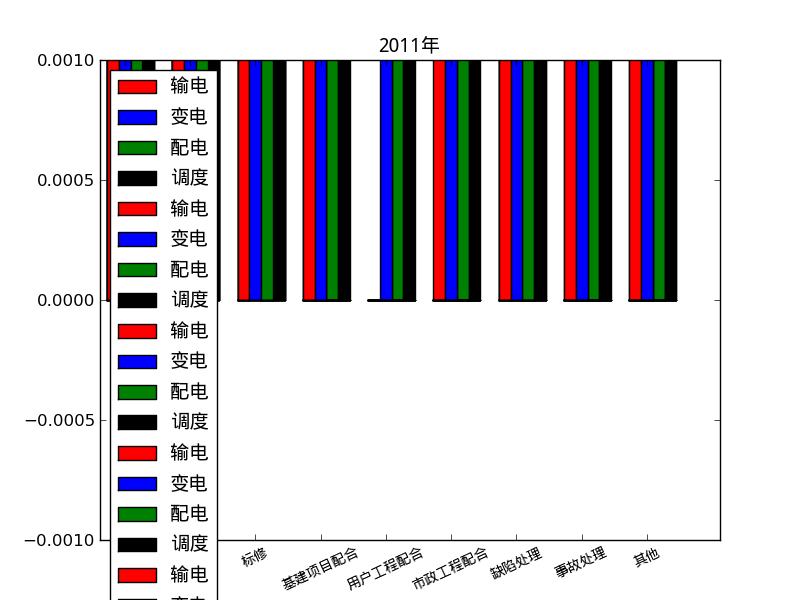 2011年
0.0010
0.0005
0.0000
−0.0005
−0.0010
输电
变电
配电
调度
输电
变电
配电
调度
输电
变电
配电
调度
输电
变电
配电
调度
输电
标修
基建项目配合
用户工程配合
市政工程配合
缺陷处理
事故处理
其他